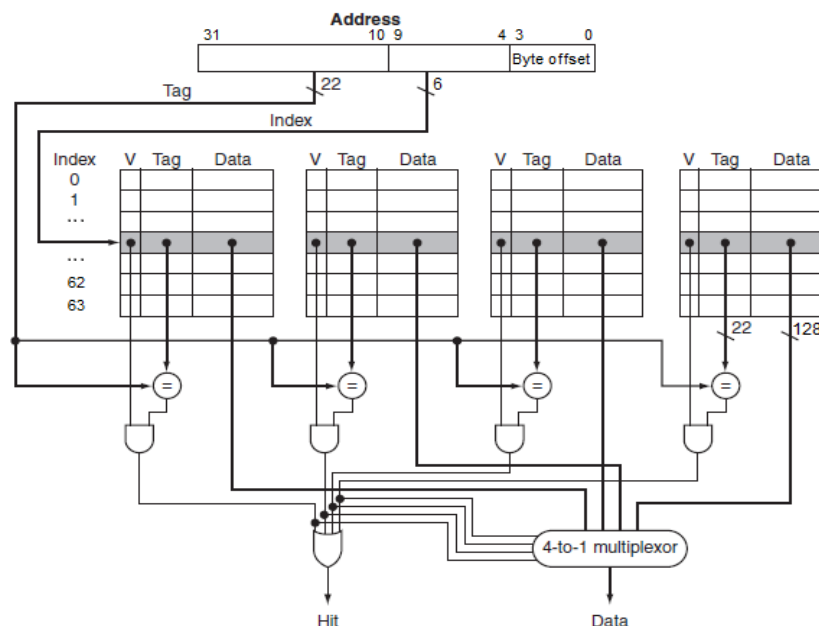 Address
31 10 9 4 3 0
Byte offset
22 6
Tag
Index
Index V Tag Data V Tag Data V Tag Data V Tag Data
0
1
...
...
62
63
22 128
= = = =
4-to-1 multiplexor
Hit Data